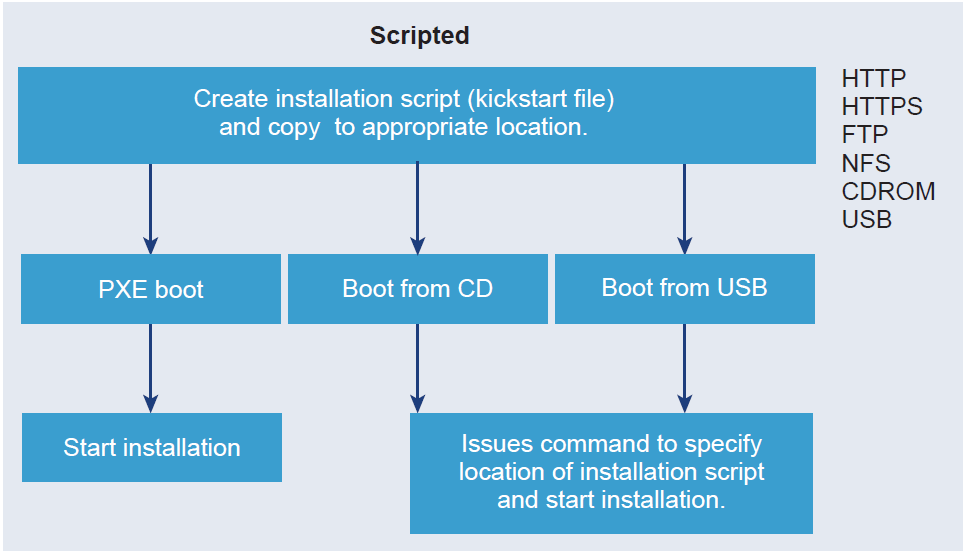 Scripted
Create installation script (kickstart file)
and copy to appropriate location.
HTTP
HTTPS
FTP
NFS
CDROM
USB
PXE boot
Boot from CD
Boot from USB
Start installation
Issues command to specify
location of installation script
and start installation.